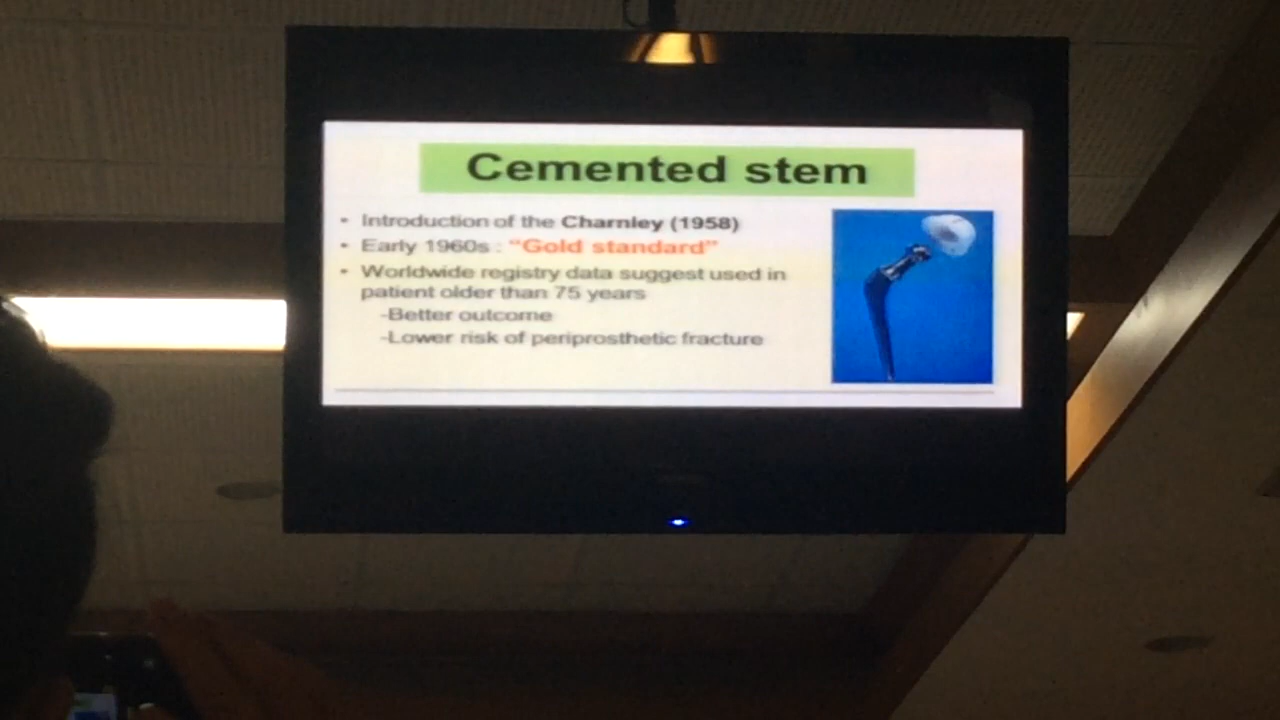 Cemented stem
• Introduction of the Charnley (1958)
• Early 1960s : "Gold standard"
• Worldwide registry data suggest used in
patient older than 75 years
-Better outcome
-Lower risk of periprosthetic fracture